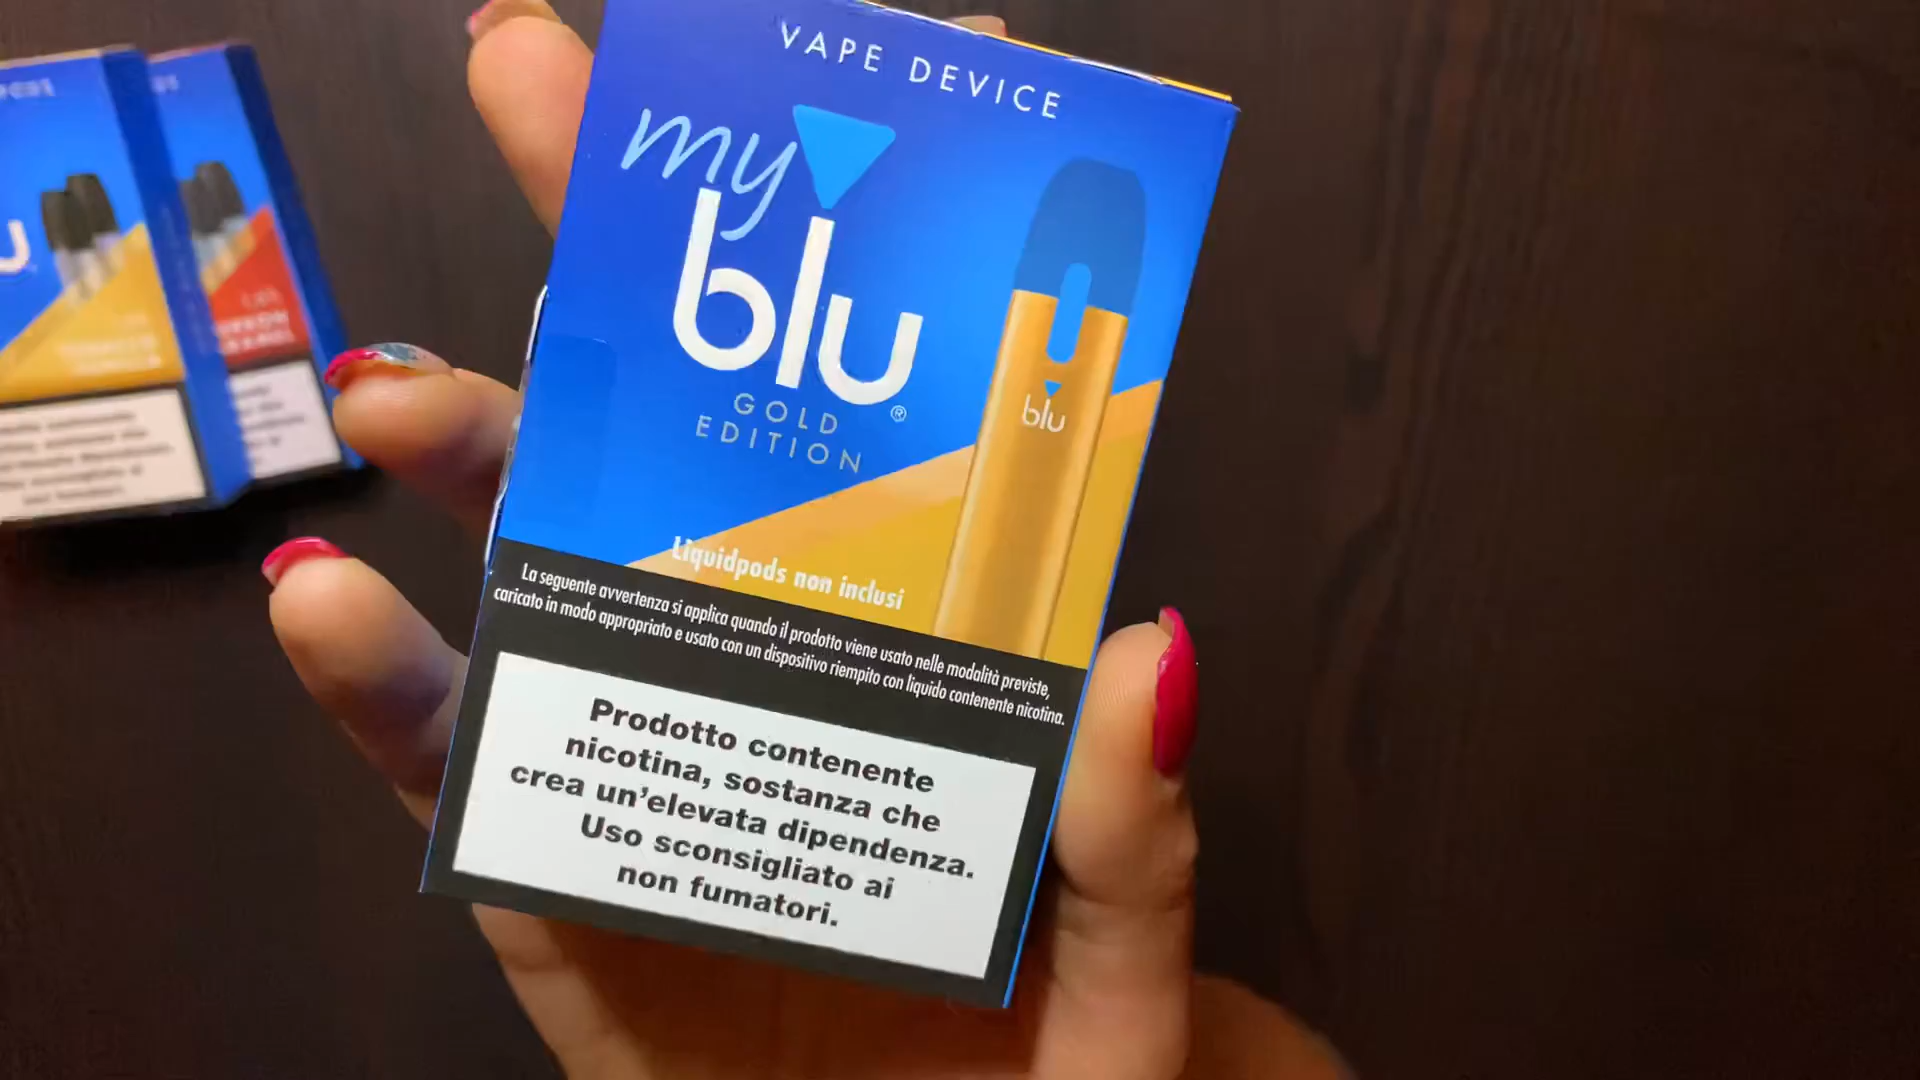 VAPE DEVICE
my
blu
®
GOLD
EDITION
blu
Liquidpods non inclusi
La seguente avvertenza si applica quando il prodotto viene usato nelle modalità previste,
caricato in modo appropriato e usato con un dispositivo riempito con liquido contenente nicotina.
Prodotto contenente
nicotina, sostanza che
crea un'elevata dipendenza.
Uso sconsigliato ai
non fumatori.